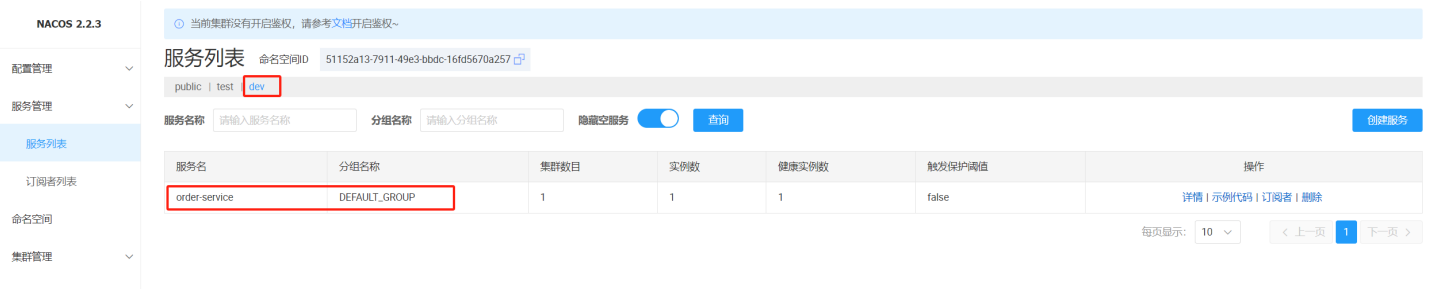 NACOS 2.2.3
配置管理
服务管理
服务列表
订阅者列表
命名空间
集群管理
当前集群没有开启鉴权，请参考文档开启鉴权~
服务列表 命名空间ID 51152a13-7911-49e3-bbdc-16fd5670a257
public | test | dev
服务名称 请输入服务名称 分组名称 请输入分组名称 隐藏空服务 查询 创建服务
服务名 分组名称 集群数目 实例数 健康实例数 触发保护阈值 操作
order-service DEFAULT_GROUP 1 1 1 false 详情 | 示例代码 | 订阅者 | 删除
每页显示: 10 < 上一页 1 下一页 >